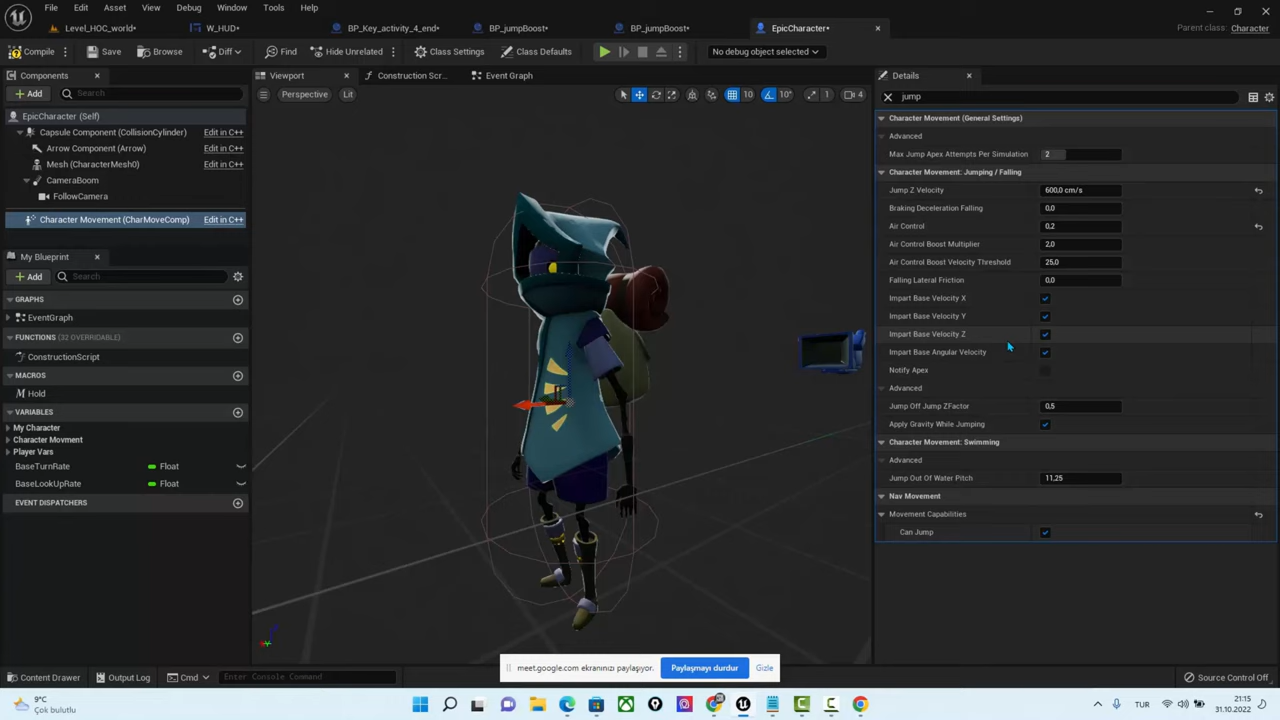 File Edit Asset View Debug Window Tools Help
Level_HOC_world•
W_HUD•
BP_Key_activity_4_end•
BP_jumpBoost•
BP_jumpBoost•
EpicCharacter•
Parent class: Character
Compile Save Browse Diff Find Hide Unrelated Class Settings Class Defaults No debug object selected
Components
Add
Search
EpicCharacter (Self)
Capsule Component (CollisionCylinder) Edit in C++
Arrow Component (Arrow) Edit in C++
Mesh (CharacterMesh0) Edit in C++
CameraBoom
FollowCamera
Character Movement (CharMoveComp) Edit in C++
My Blueprint
Add
Search
GRAPHS
EventGraph
FUNCTIONS (32 OVERRIDABLE)
ConstructionScript
MACROS
Hold
VARIABLES
My Character
Character Movment
Player Vars
BaseTurnRate Float
BaseLookUpRate Float
EVENT DISPATCHERS
Viewport Construction Scr... Event Graph
Perspective Lit 10 10° 1 4
Details
jump
Character Movement (General Settings)
Advanced
Max Jump Apex Attempts Per Simulation 2
Character Movement: Jumping / Falling
Jump Z Velocity 600,0 cm/s
Braking Deceleration Falling 0,0
Air Control 0,2
Air Control Boost Multiplier 2,0
Air Control Boost Velocity Threshold 25,0
Falling Lateral Friction 0,0
Impart Base Velocity X
Impart Base Velocity Y
Impart Base Velocity Z
Impart Base Angular Velocity
Notify Apex
Advanced
Jump Off Jump ZFactor 0,5
Apply Gravity While Jumping
Character Movement: Swimming
Advanced
Jump Out Of Water Pitch 11,25
Nav Movement
Movement Capabilities
Can Jump
meet.google.com ekranınızı paylaşıyor. Paylaşmayı durdur Gizle
Output Log Cmd Enter Console Command Source Control Off
9°C
Çok bulutlu
TUR
21:15
31.10.2022